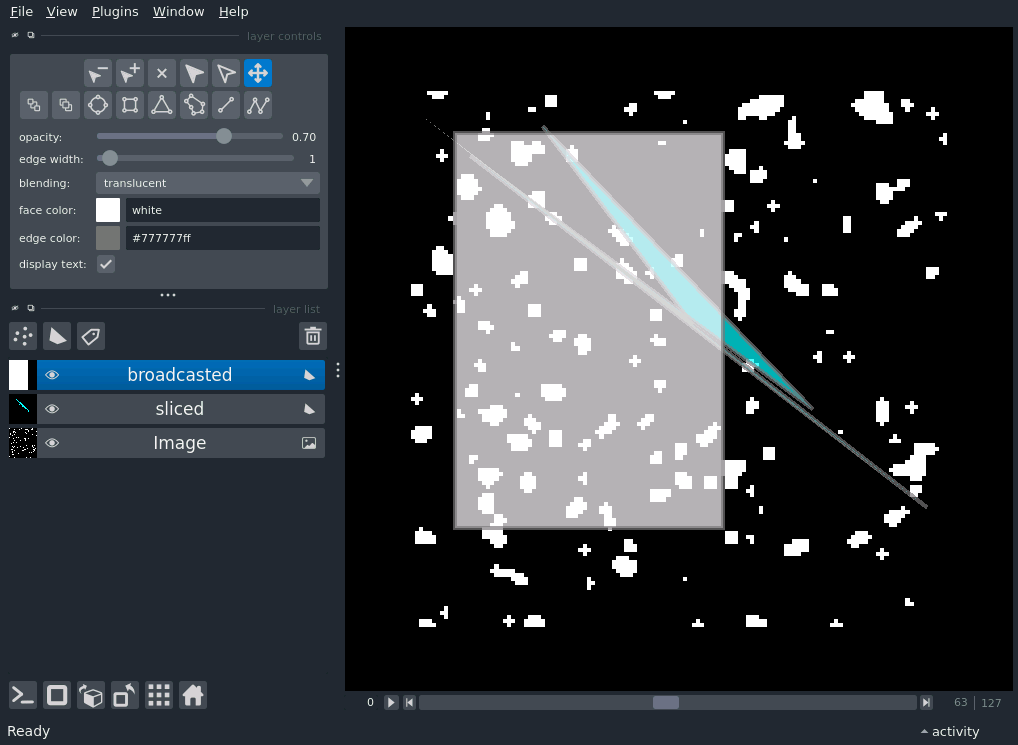 File View Plugins Window Help
layer controls
opacity: 0.70
edge width: 1
blending: translucent
face color: white
edge color: #777777ff
display text:
layer list
broadcasted
sliced
Image
0 63 127
Ready activity